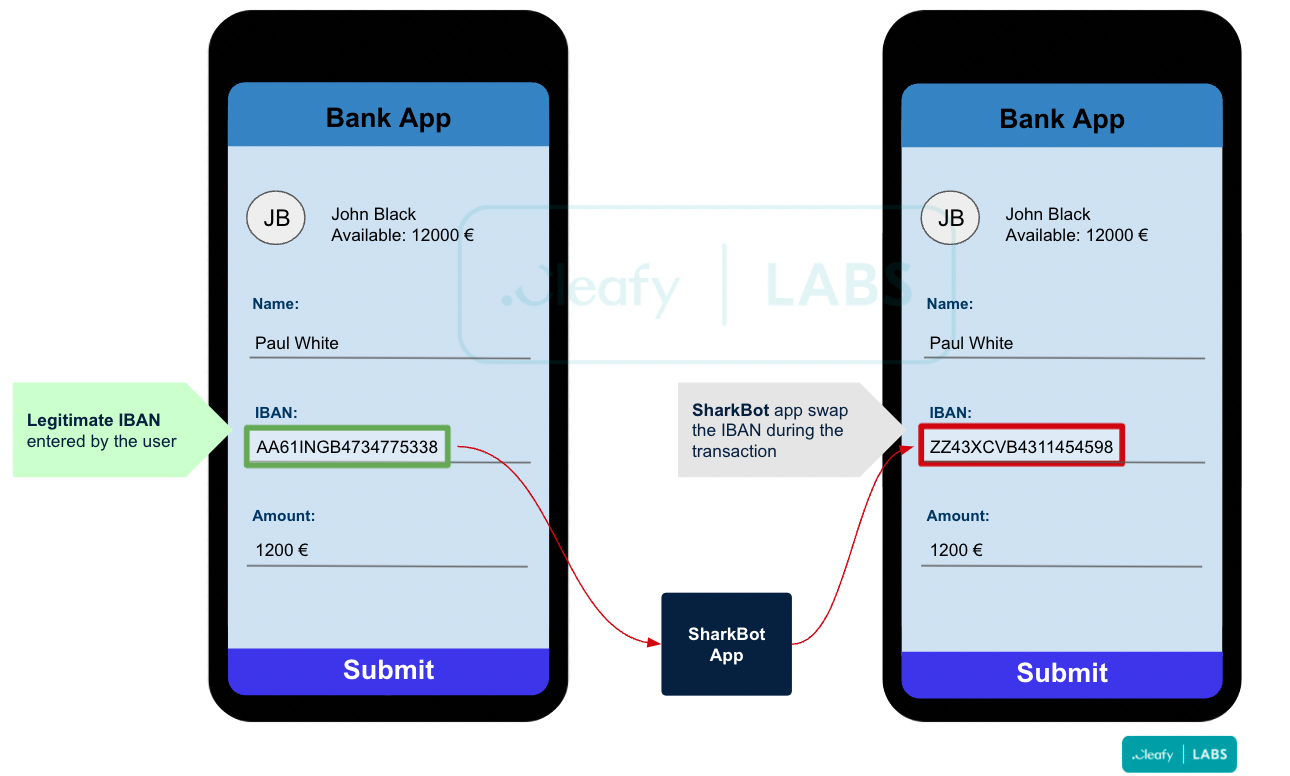 Bank App
JB
John Black
Available: 12000 €
Name:
Paul White
Legitimate IBAN
entered by the user
IBAN:
AA61INGB4734775338
Amount:
1200 €
Submit
.Cleafy | LABS
SharkBot
App
SharkBot app swap
the IBAN during the
transaction
Bank App
JB
John Black
Available: 12000 €
Name:
Paul White
IBAN:
ZZ43XCVB4311454598
Amount:
1200 €
Submit
.Cleafy | LABS